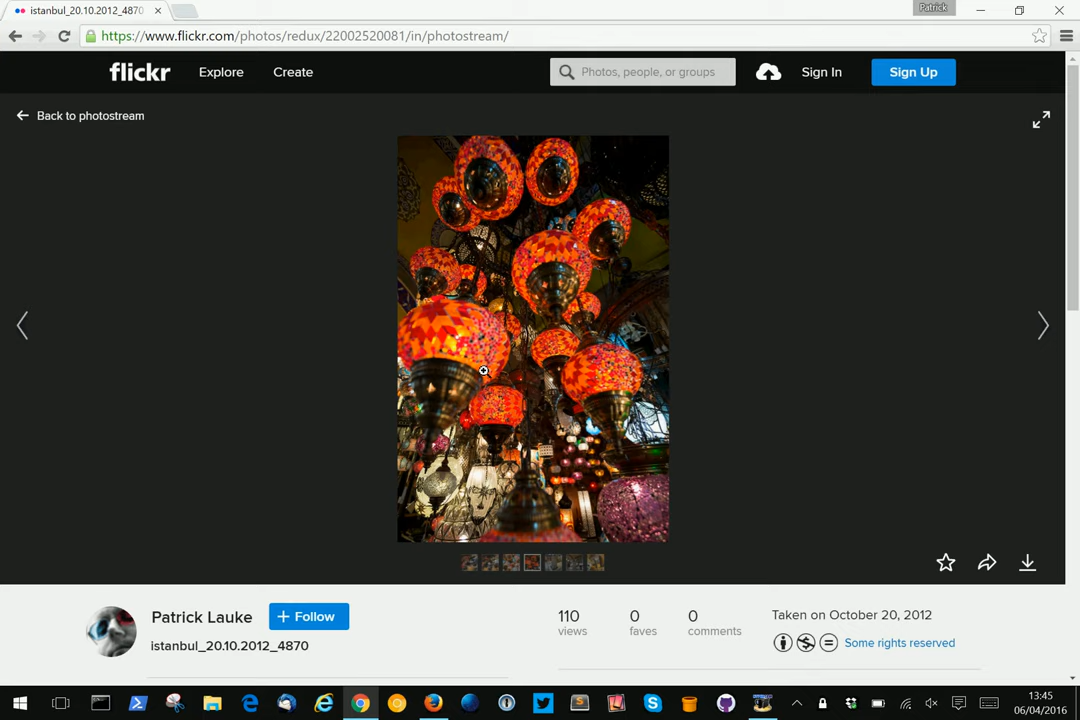 istanbul_20.10.2012_4870
Patrick
https://www.flickr.com/photos/redux/22002520081/in/photostream/
flickr Explore Create Photos, people, or groups Sign In Sign Up
Back to photostream
Patrick Lauke + Follow
istanbul_20.10.2012_4870
110 views
0 faves
0 comments
Taken on October 20, 2012
Some rights reserved
13:45
06/04/2016